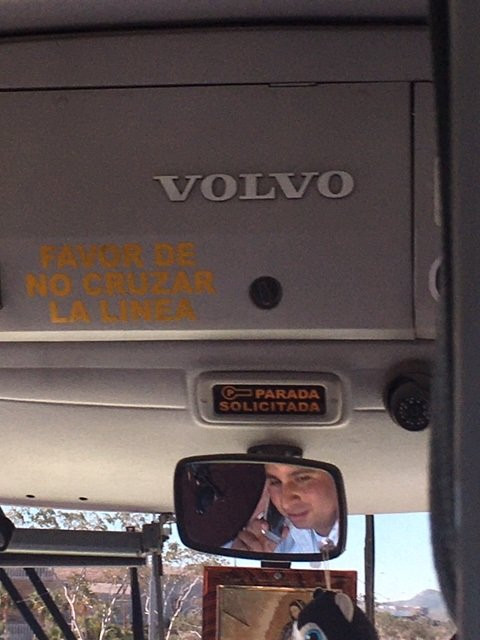 VOLVO
FAVOR DE
NO CRUZAR
LA LINEA
P PARADA
SOLICITADA